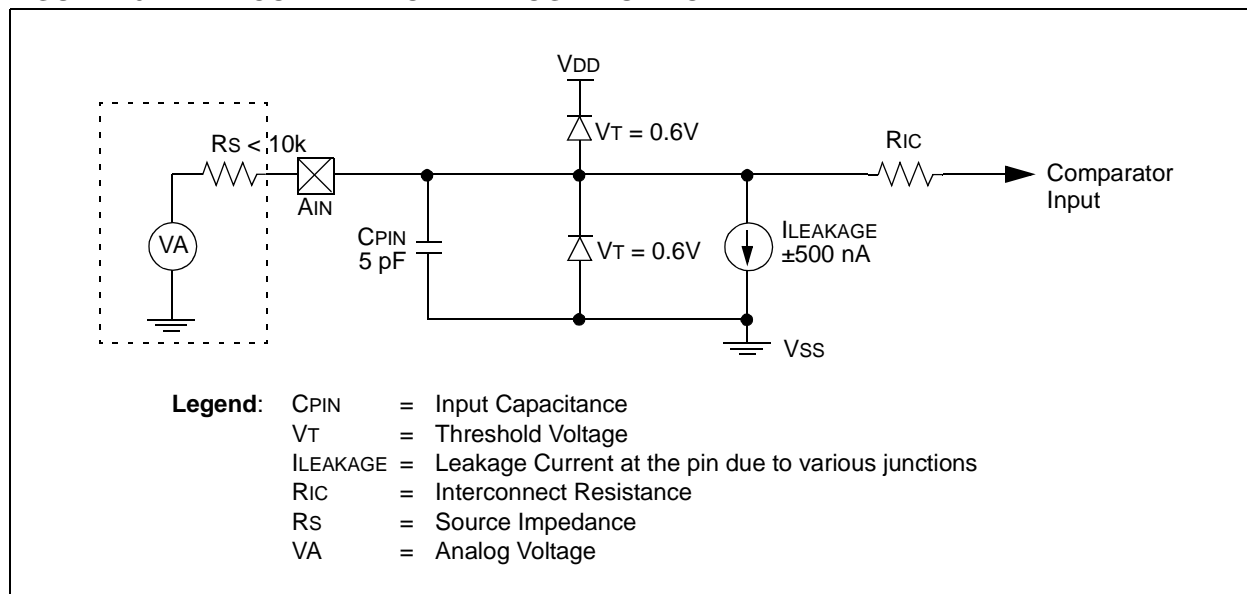 VDD
VT = 0.6V
RS < 10k
RIC
AIN
Comparator
Input
CPIN
5 pF
VA
VT = 0.6V
ILEAKAGE
±500 nA
VSS
Legend: CPIN = Input Capacitance
VT = Threshold Voltage
ILEAKAGE = Leakage Current at the pin due to various junctions
RIC = Interconnect Resistance
RS = Source Impedance
VA = Analog Voltage